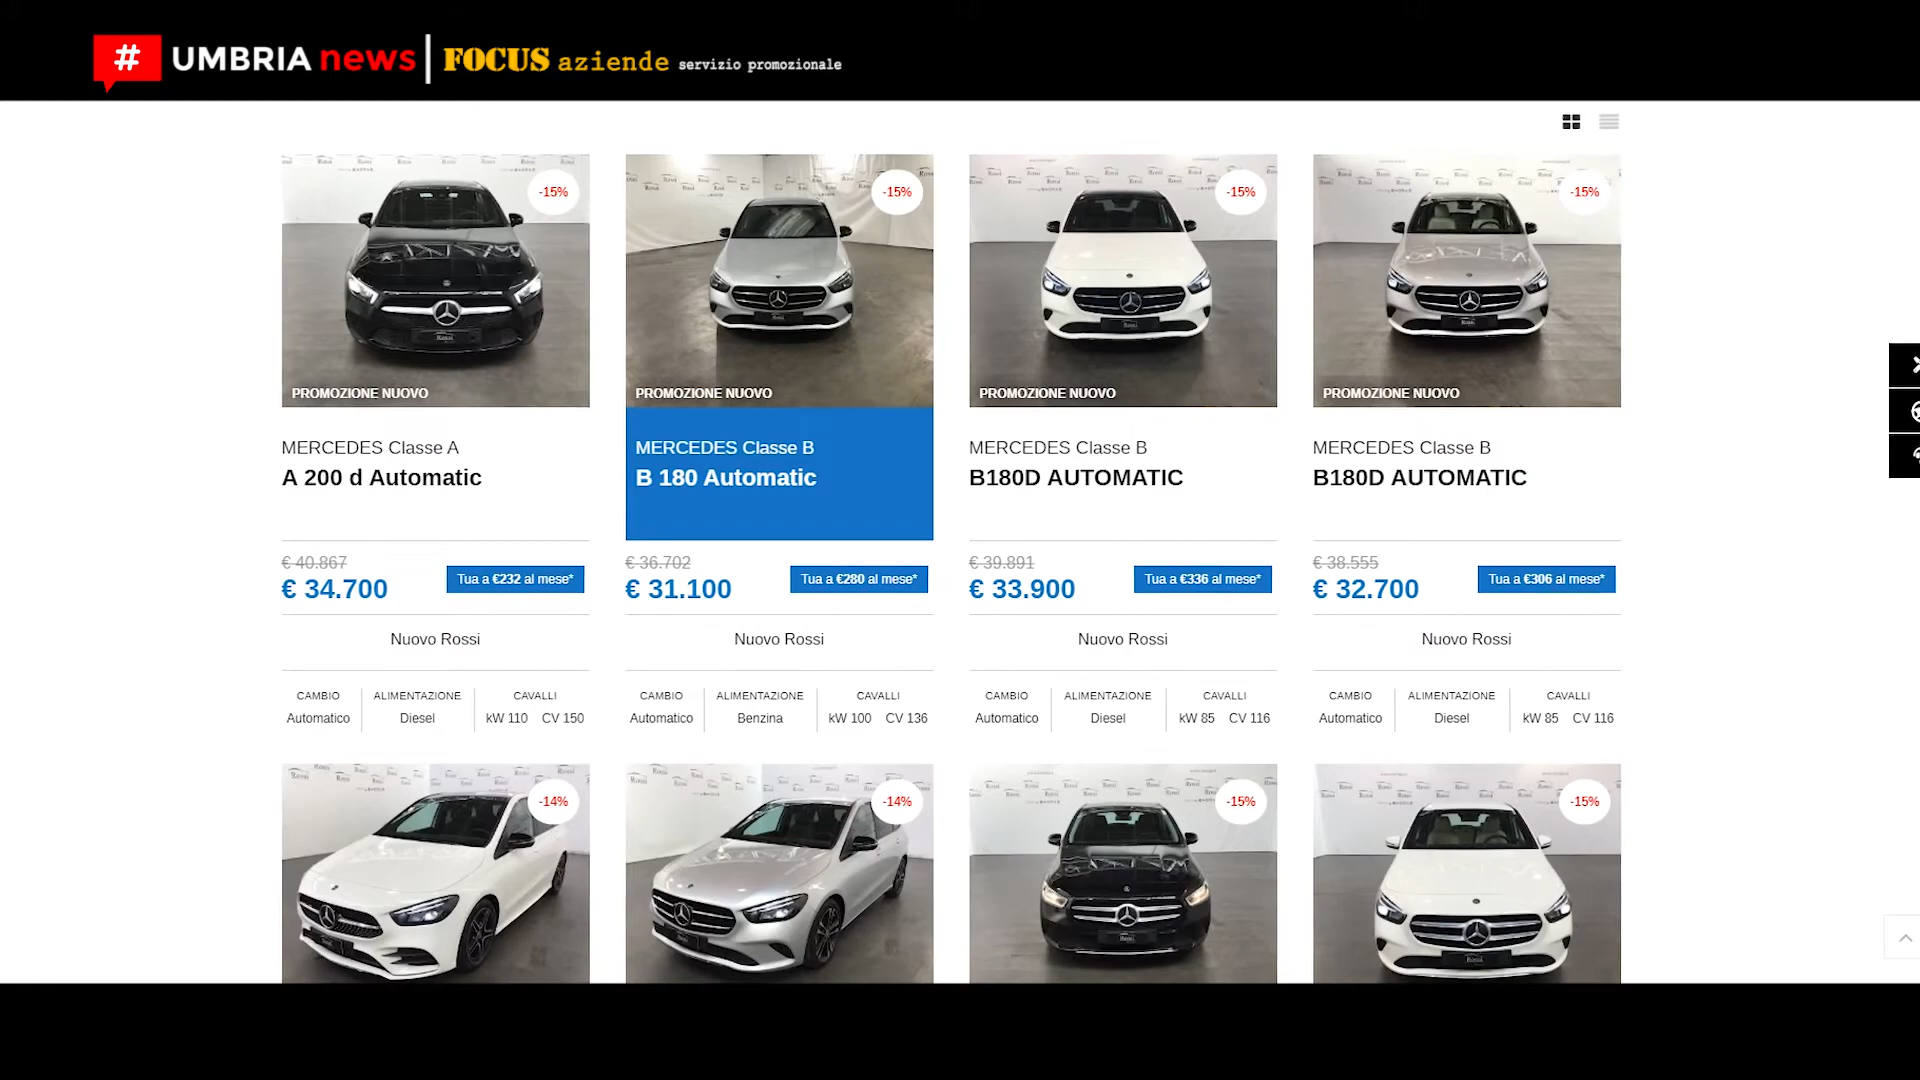 # UMBRIA news FOCUS aziende servizio promozionale
-15% -15% -15% -15%
PROMOZIONE NUOVO PROMOZIONE NUOVO PROMOZIONE NUOVO PROMOZIONE NUOVO
MERCEDES Classe A MERCEDES Classe B MERCEDES Classe B MERCEDES Classe B
A 200 d Automatic B 180 Automatic B180D AUTOMATIC B180D AUTOMATIC
€ 40.867 € 36.702 € 39.891 € 38.555
€ 34.700 Tua a €232 al mese* € 31.100 Tua a €280 al mese* € 33.900 Tua a €336 al mese* € 32.700 Tua a €306 al mese*
Nuovo Rossi Nuovo Rossi Nuovo Rossi Nuovo Rossi
CAMBIO ALIMENTAZIONE CAVALLI CAMBIO ALIMENTAZIONE CAVALLI CAMBIO ALIMENTAZIONE CAVALLI CAMBIO ALIMENTAZIONE CAVALLI
Automatico Diesel kW 110 CV 150 Automatico Benzina kW 100 CV 136 Automatico Diesel kW 85 CV 116 Automatico Diesel kW 85 CV 116
-14% -14% -15% -15%